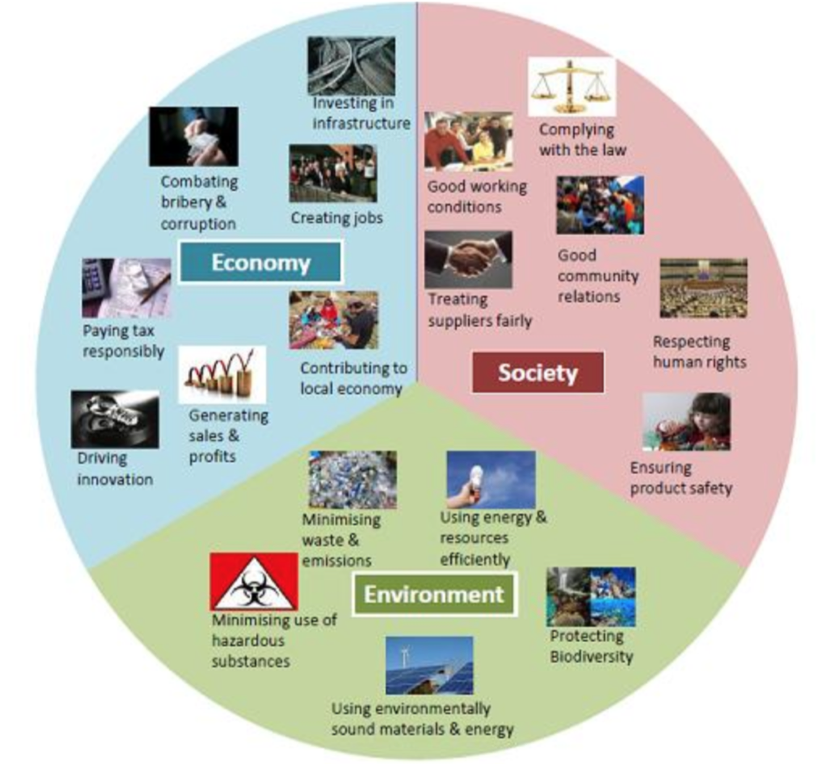 Investing in
infrastructure
Combating
bribery &
corruption
Creating jobs
Economy
Paying tax
responsibly
Contributing to
local economy
Generating
sales &
profits
Driving
innovation
Complying
with the law
Good working
conditions
Good
community
relations
Treating
suppliers fairly
Respecting
human rights
Society
Ensuring
product safety
Minimising
waste &
emissions
Using energy &
resources
efficiently
Environment
Minimising use of
hazardous
substances
Protecting
Biodiversity
Using environmentally
sound materials & energy